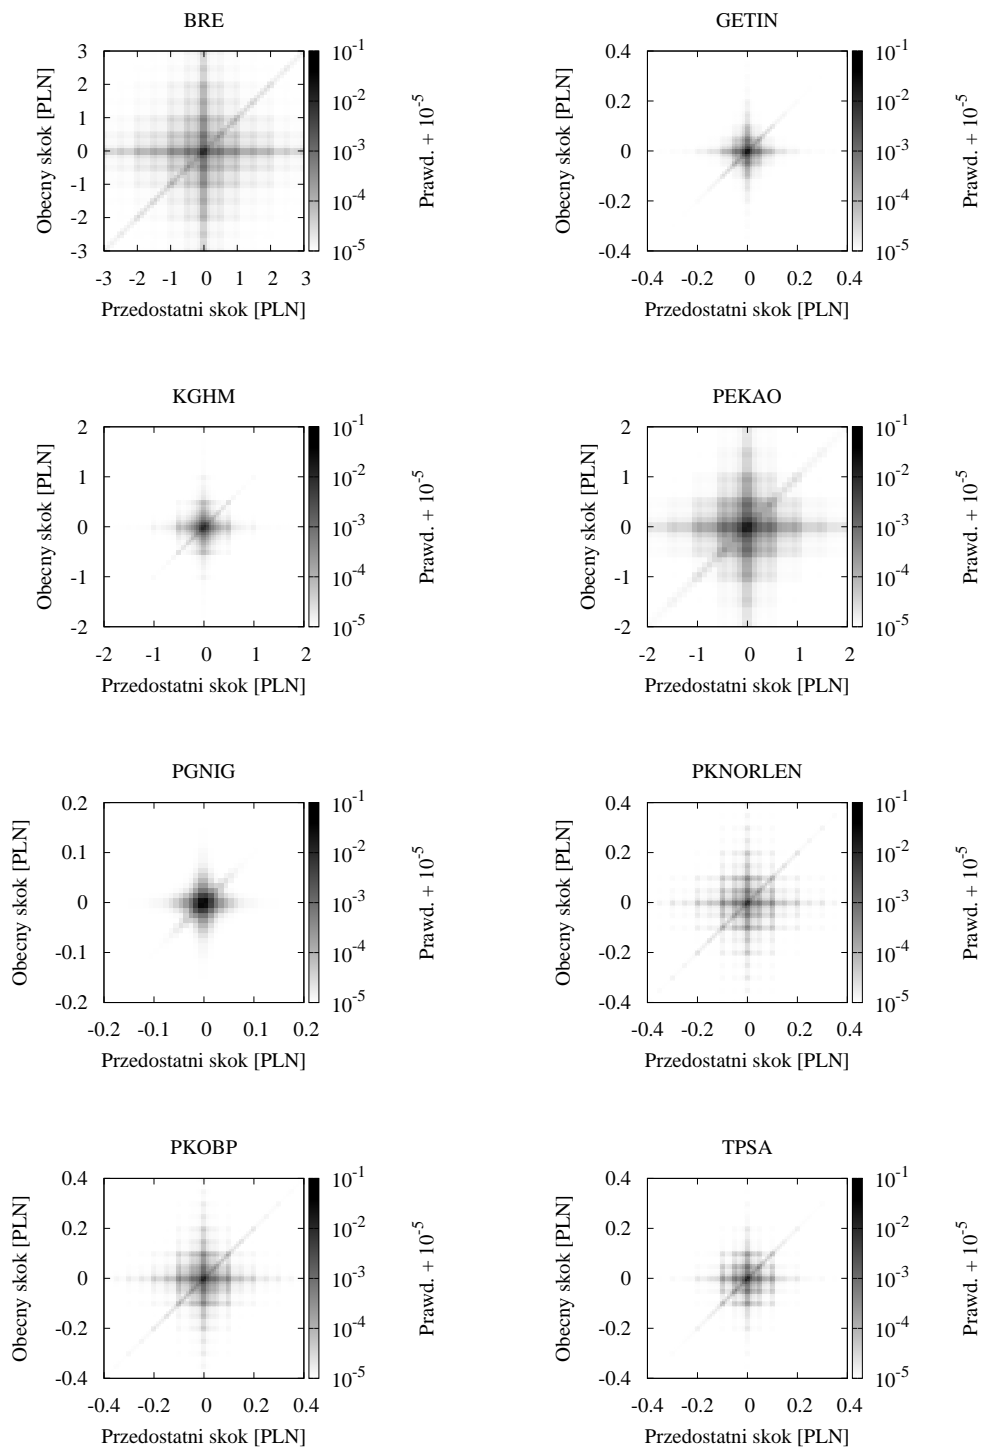 BRE
Obecny skok [PLN]
3
2
1
0
-1
-2
-3
-3 -2 -1 0 1 2 3
Przedostatni skok [PLN]
10^-1
10^-2
10^-3
10^-4
10^-5
Prawd. + 10^-5
GETIN
Obecny skok [PLN]
0.4
0.2
0
-0.2
-0.4
-0.4 -0.2 0 0.2 0.4
Przedostatni skok [PLN]
10^-1
10^-2
10^-3
10^-4
10^-5
Prawd. + 10^-5
KGHM
Obecny skok [PLN]
2
1
0
-1
-2
-2 -1 0 1 2
Przedostatni skok [PLN]
10^-1
10^-2
10^-3
10^-4
10^-5
Prawd. + 10^-5
PEKAO
Obecny skok [PLN]
2
1
0
-1
-2
-2 -1 0 1 2
Przedostatni skok [PLN]
10^-1
10^-2
10^-3
10^-4
10^-5
Prawd. + 10^-5
PGNIG
Obecny skok [PLN]
0.2
0.1
0
-0.1
-0.2
-0.2 -0.1 0 0.1 0.2
Przedostatni skok [PLN]
10^-1
10^-2
10^-3
10^-4
10^-5
Prawd. + 10^-5
PKNORLEN
Obecny skok [PLN]
0.4
0.2
0
-0.2
-0.4
-0.4 -0.2 0 0.2 0.4
Przedostatni skok [PLN]
10^-1
10^-2
10^-3
10^-4
10^-5
Prawd. + 10^-5
PKOBP
Obecny skok [PLN]
0.4
0.2
0
-0.2
-0.4
-0.4 -0.2 0 0.2 0.4
Przedostatni skok [PLN]
10^-1
10^-2
10^-3
10^-4
10^-5
Prawd. + 10^-5
TPSA
Obecny skok [PLN]
0.4
0.2
0
-0.2
-0.4
-0.4 -0.2 0 0.2 0.4
Przedostatni skok [PLN]
10^-1
10^-2
10^-3
10^-4
10^-5
Prawd. + 10^-5